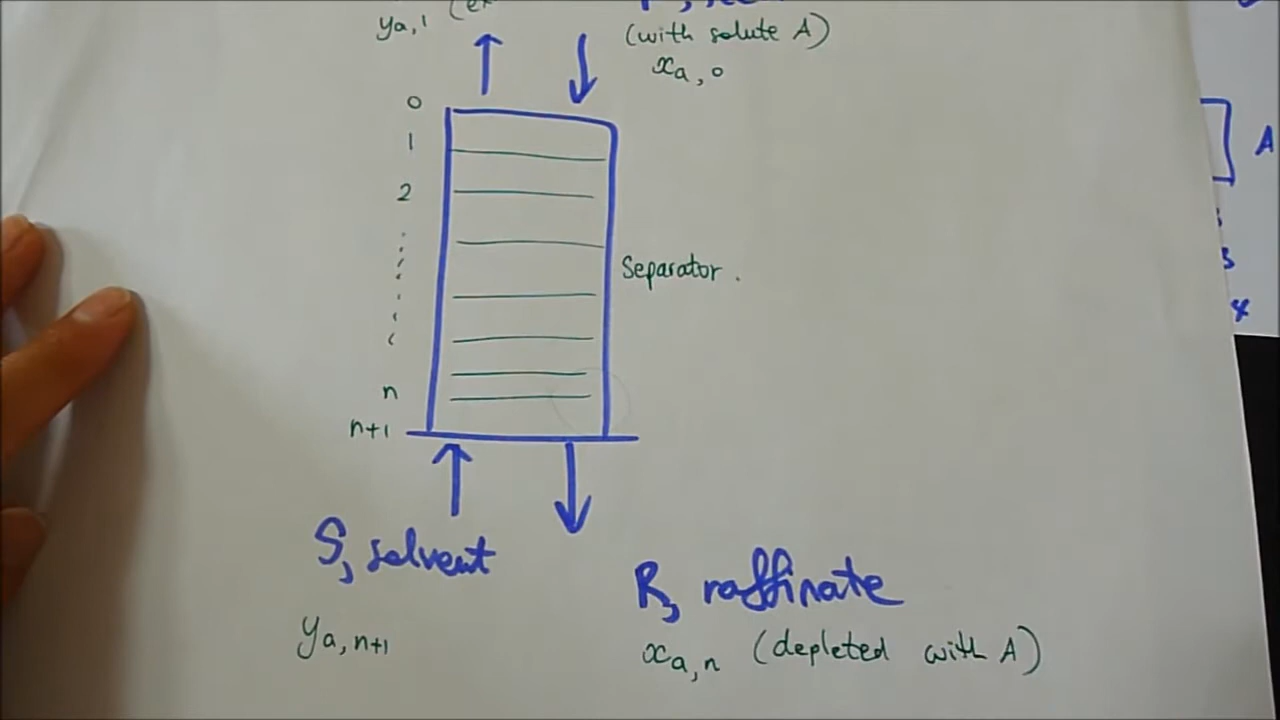 ya,1
(with solute A)
xa,0
0
1
2
Separator.
n
n+1
S, solvent
R, raffinate
ya,n+1
xa,n (depleted with A)
A